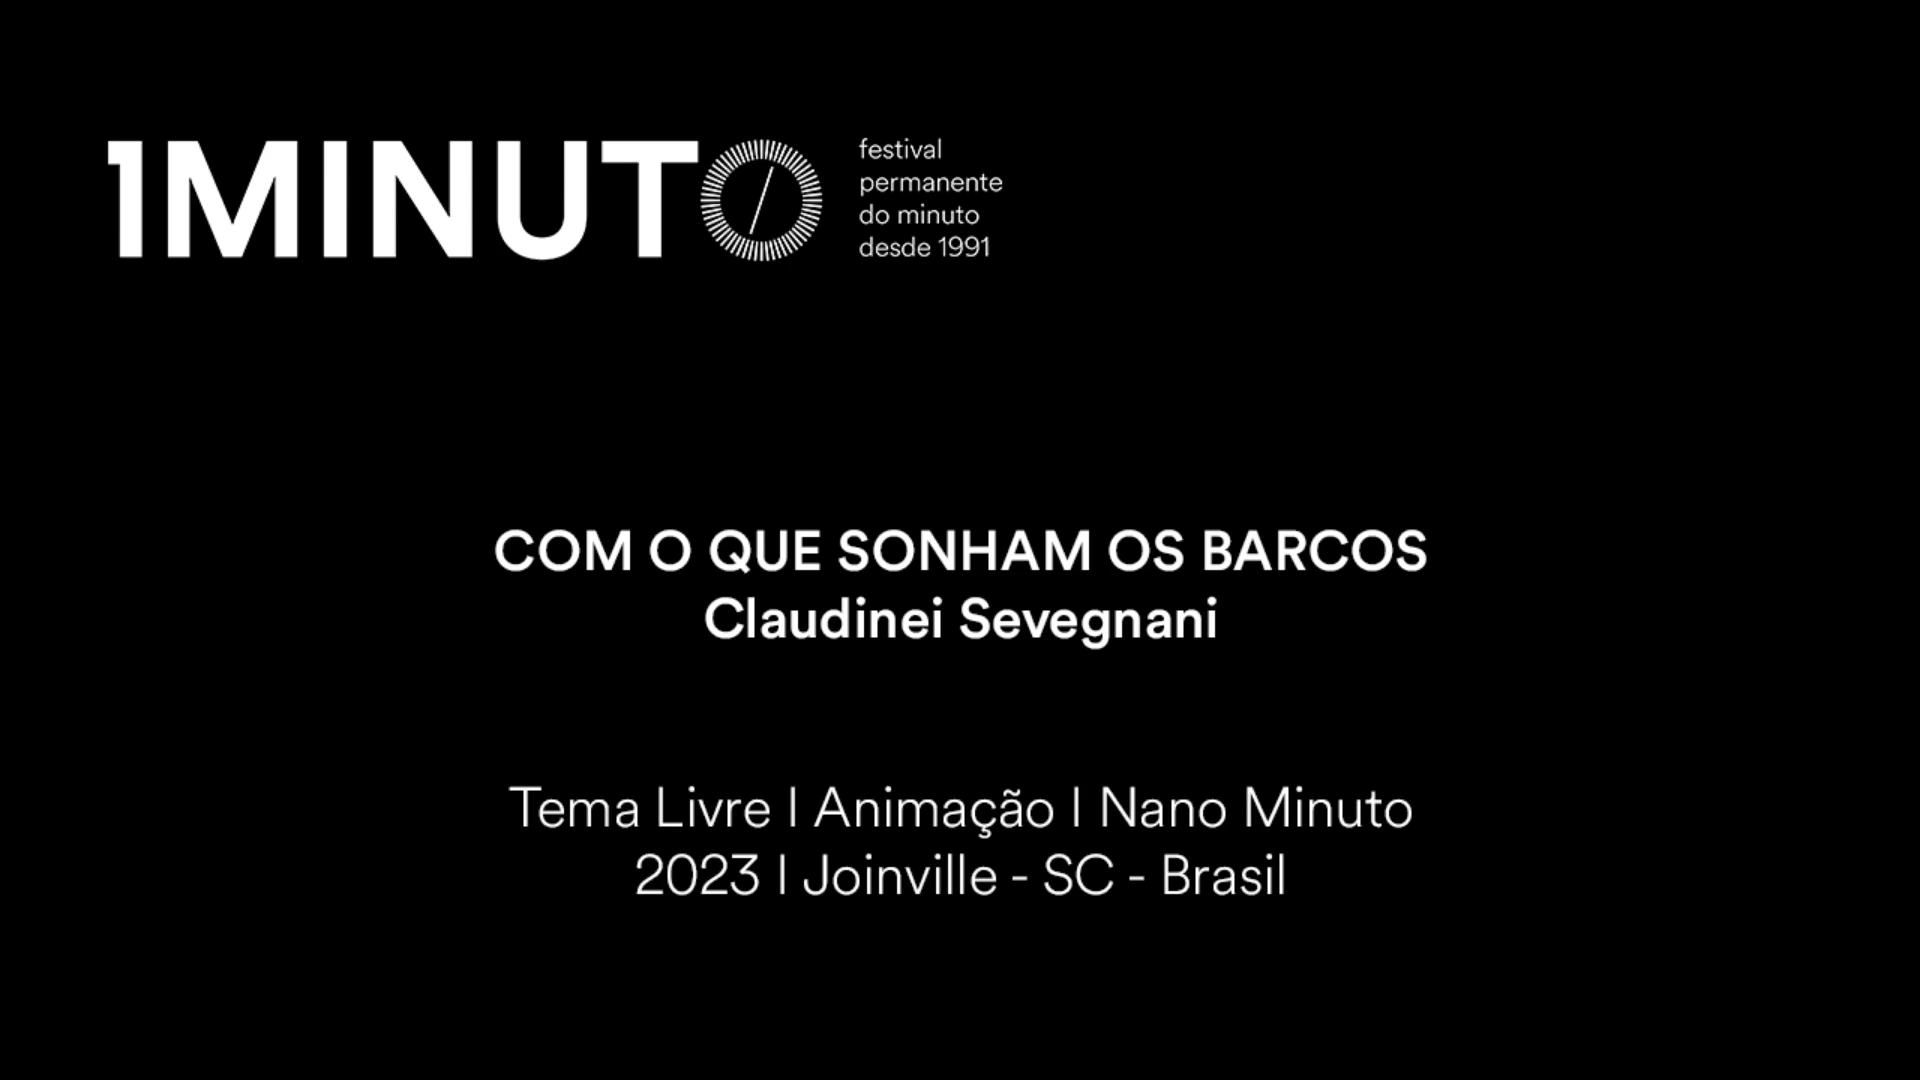 1MINUTO
festival
permanente
do minuto
desde 1991
COM O QUE SONHAM OS BARCOS
Claudinei Sevegnani
Tema Livre | Animação | Nano Minuto
2023 | Joinville - SC - Brasil